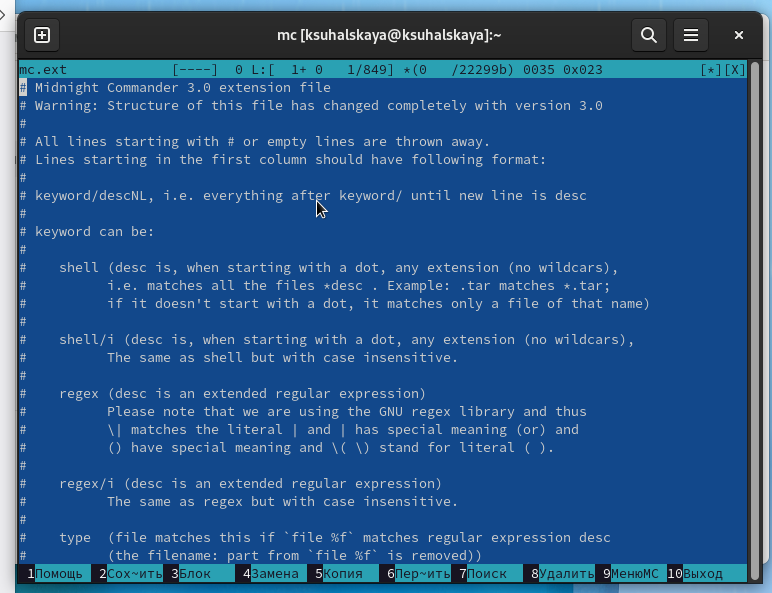 mc [ksuhalskaya@ksuhalskaya]:~
mc.ext [----] 0 L:[ 1+ 0 1/849] *(0 /22299b) 0035 0x023 [*][X]
# Midnight Commander 3.0 extension file
# Warning: Structure of this file has changed completely with version 3.0
#
# All lines starting with # or empty lines are thrown away.
# Lines starting in the first column should have following format:
#
# keyword/descNL, i.e. everything after keyword/ until new line is desc
#
# keyword can be:
#
# shell (desc is, when starting with a dot, any extension (no wildcars),
# i.e. matches all the files *desc . Example: .tar matches *.tar;
# if it doesn't start with a dot, it matches only a file of that name)
#
# shell/i (desc is, when starting with a dot, any extension (no wildcars),
# The same as shell but with case insensitive.
#
# regex (desc is an extended regular expression)
# Please note that we are using the GNU regex library and thus
# \| matches the literal | and | has special meaning (or) and
# () have special meaning and \( \) stand for literal ( ).
#
# regex/i (desc is an extended regular expression)
# The same as regex but with case insensitive.
#
# type (file matches this if `file %f` matches regular expression desc
# (the filename: part from `file %f` is removed))
1Помощь 2Сох~ить 3Блок 4Замена 5Копия 6Пер~ить 7Поиск 8Удалить 9МенюMC 10Выход